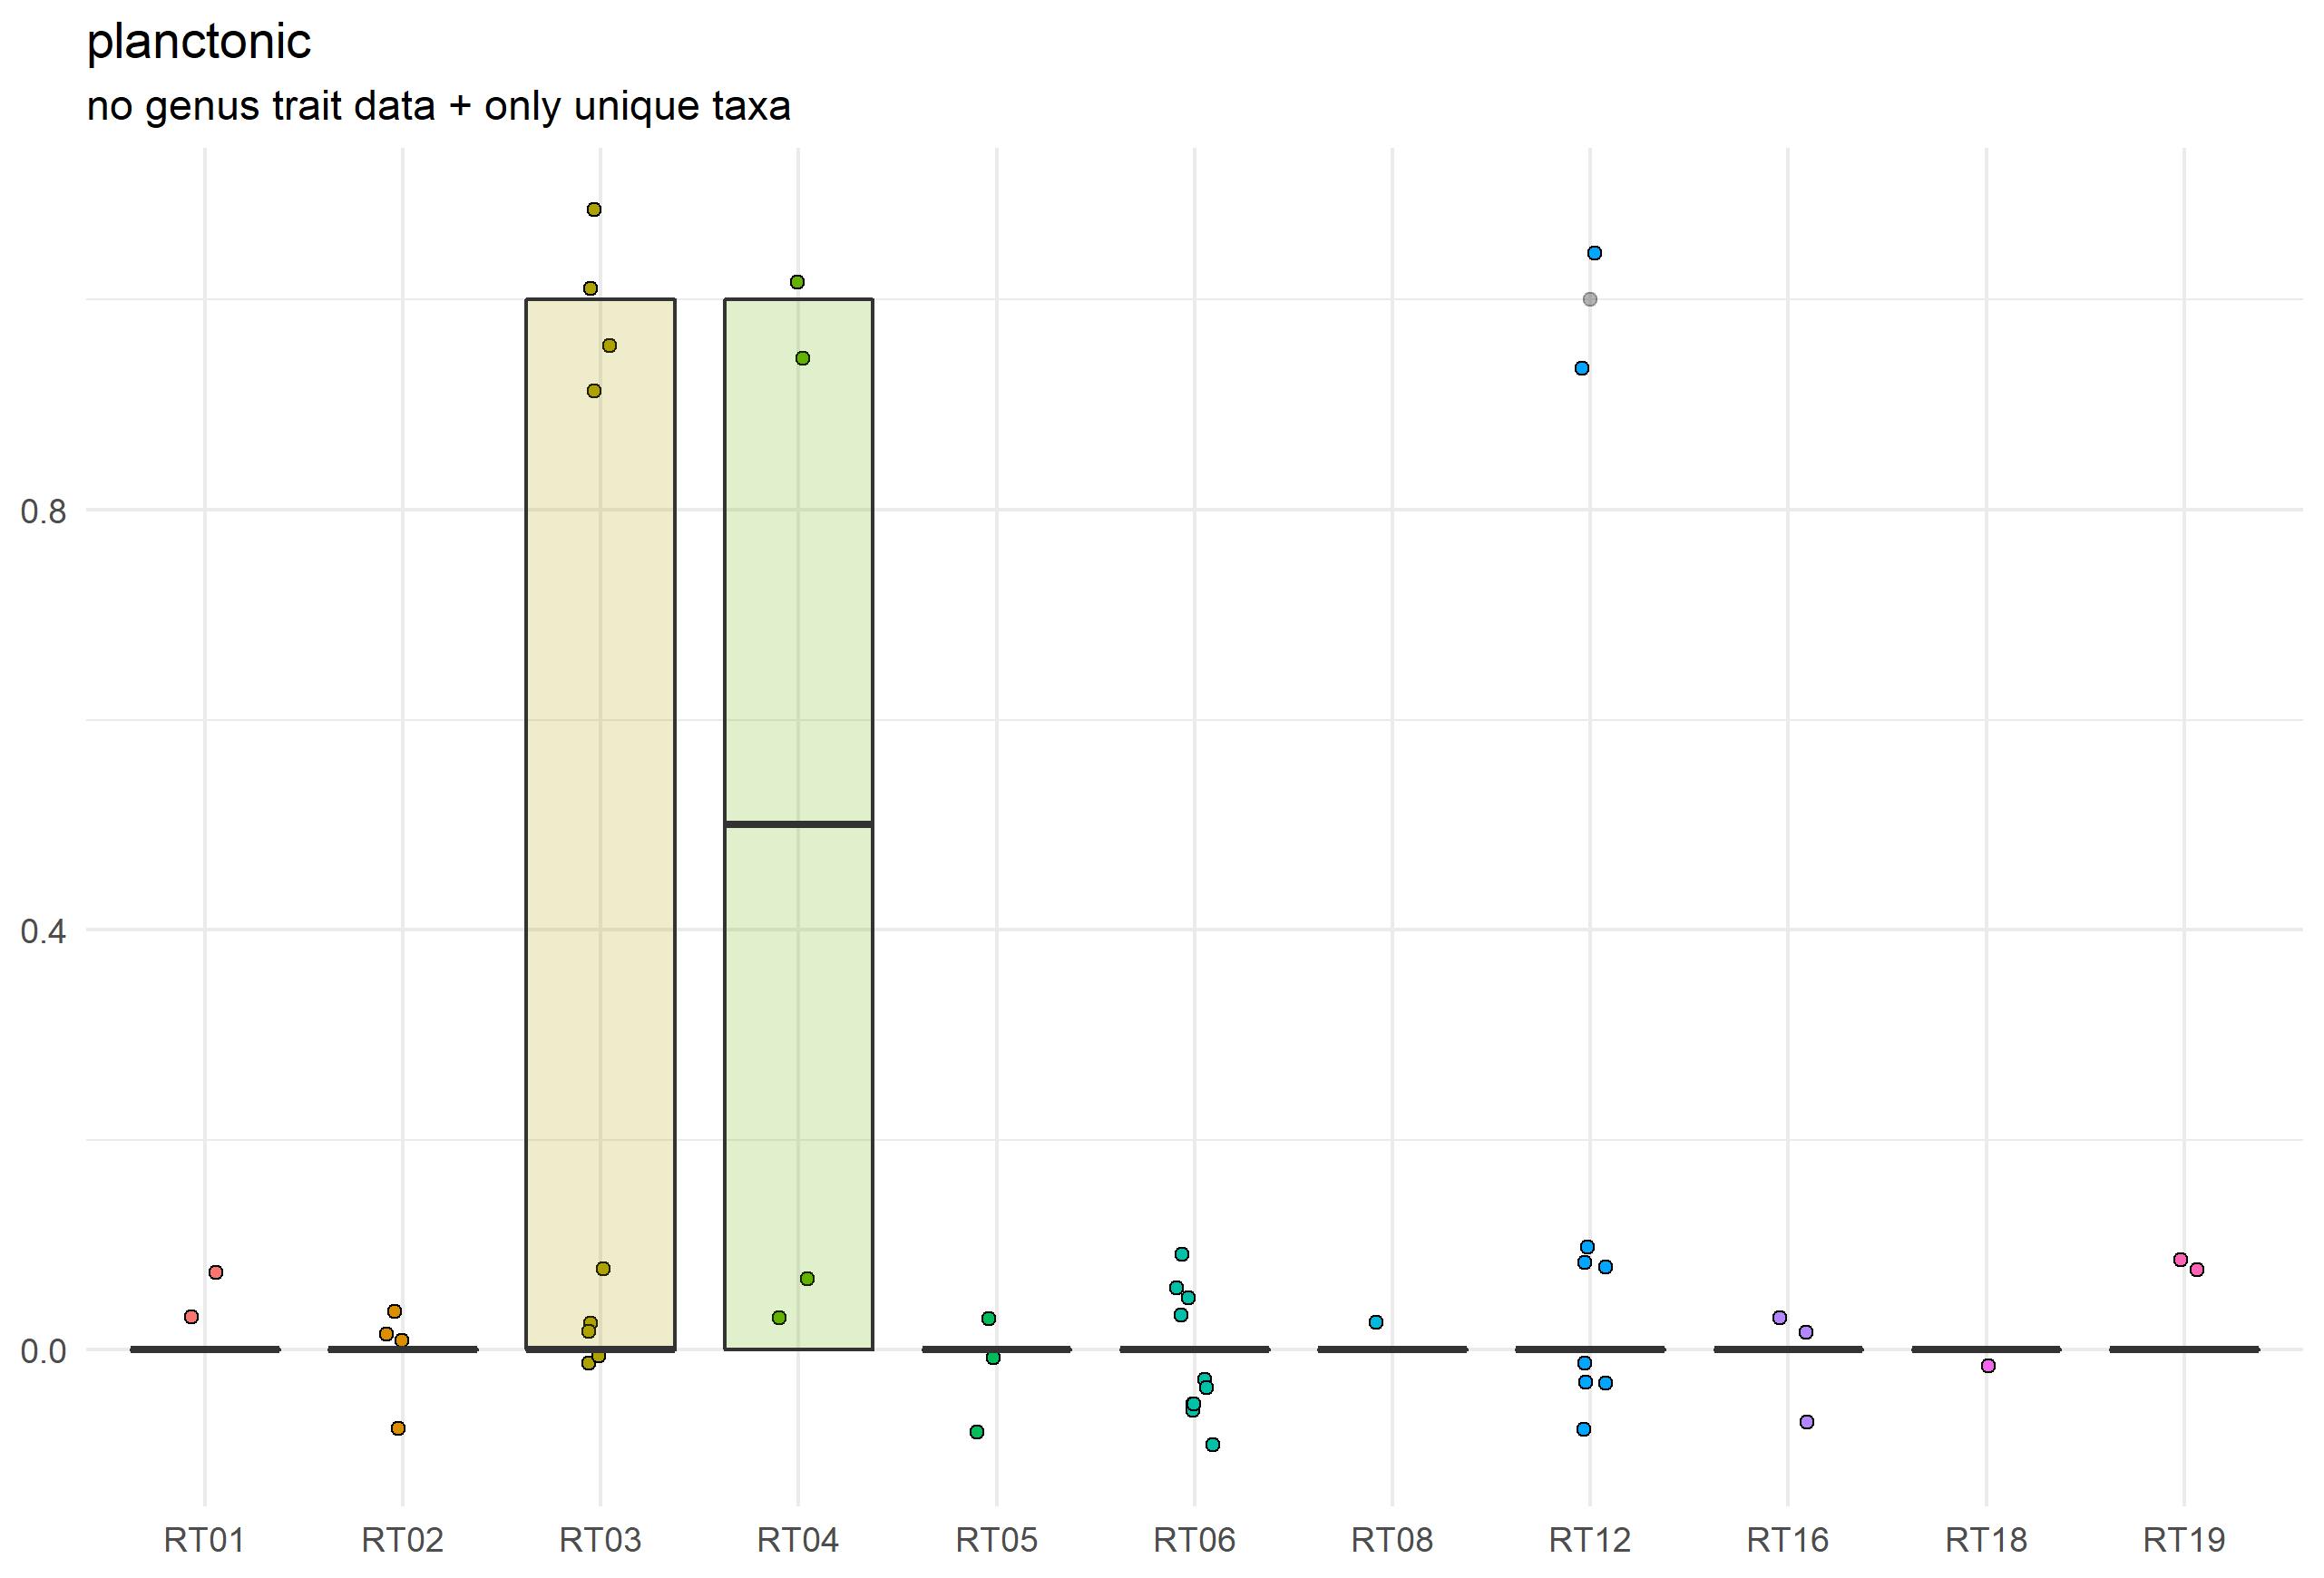 planctonic
no genus trait data + only unique taxa
0.8
0.4
0.0
RT01 RT02 RT03 RT04 RT05 RT06 RT08 RT12 RT16 RT18 RT19